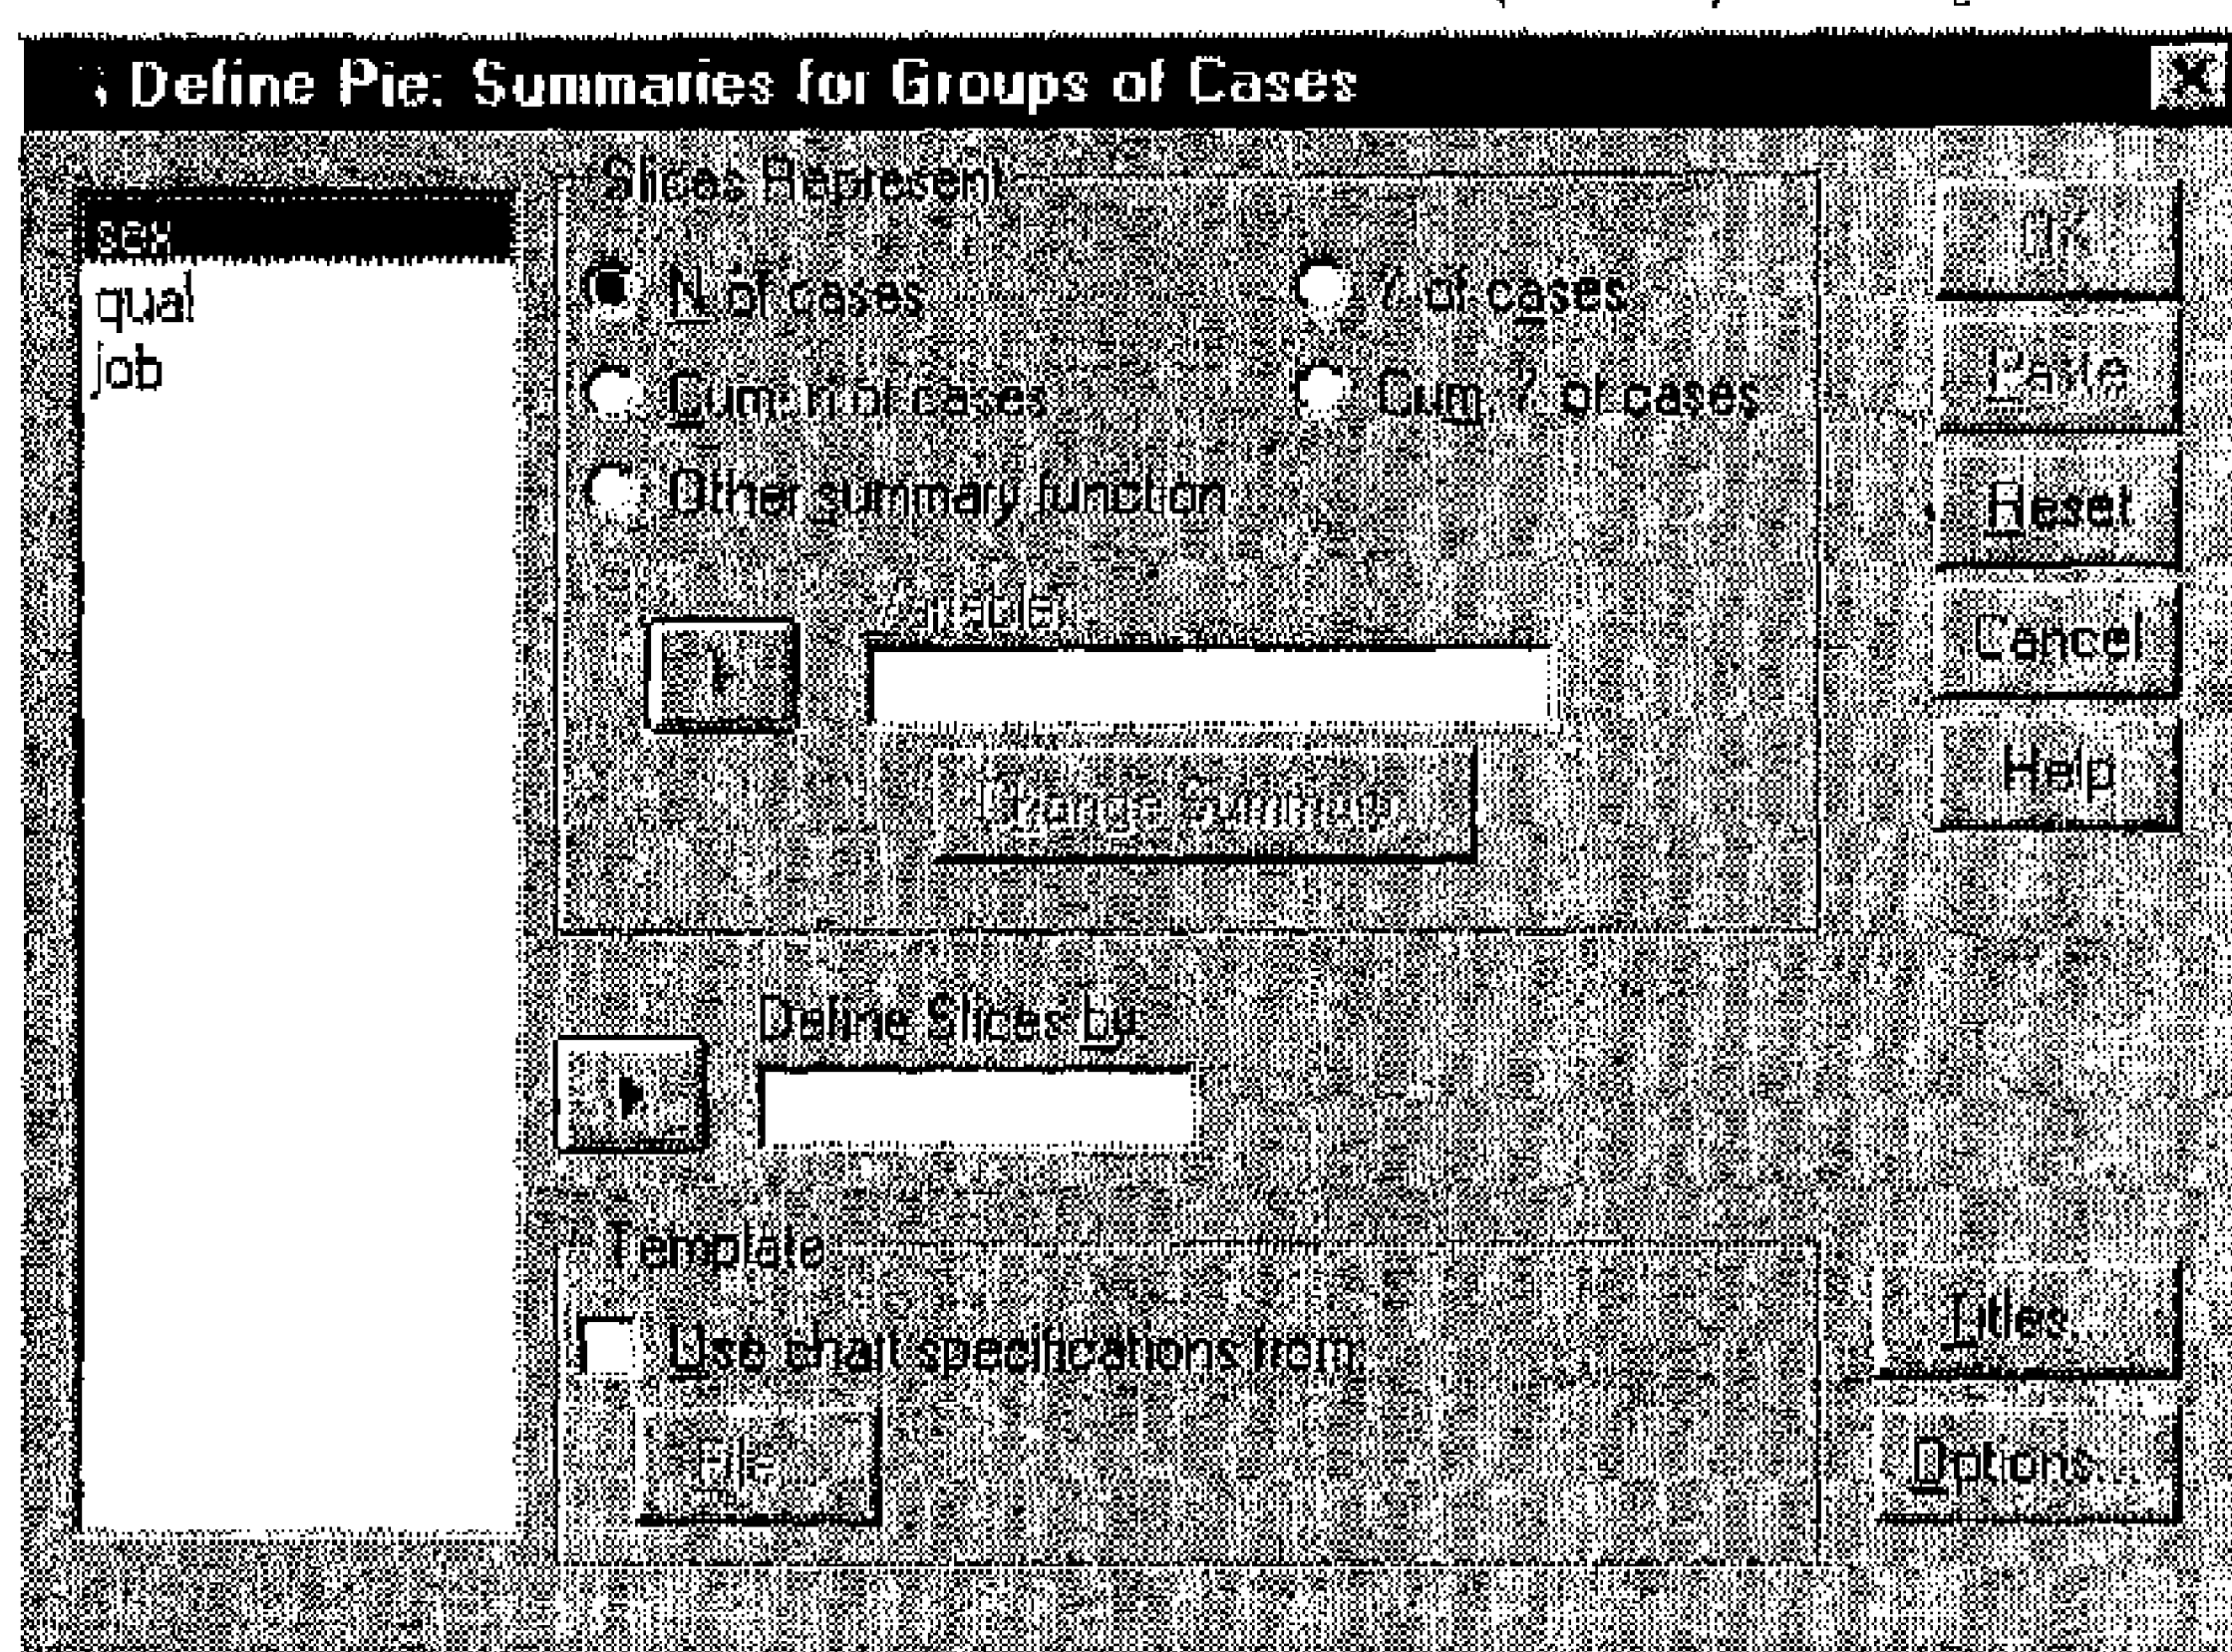 Define Pie: Summaries for Groups of Cases
sex
qual
job
Slices Represent
N of cases
% of cases
Cum. n of cases
Cum. % of cases
Other summary function
Variable:
Change Summary...
Define Slices by:
Template
Use chart specifications from:
File...
OK
Paste
Reset
Cancel
Help
Titles...
Options...